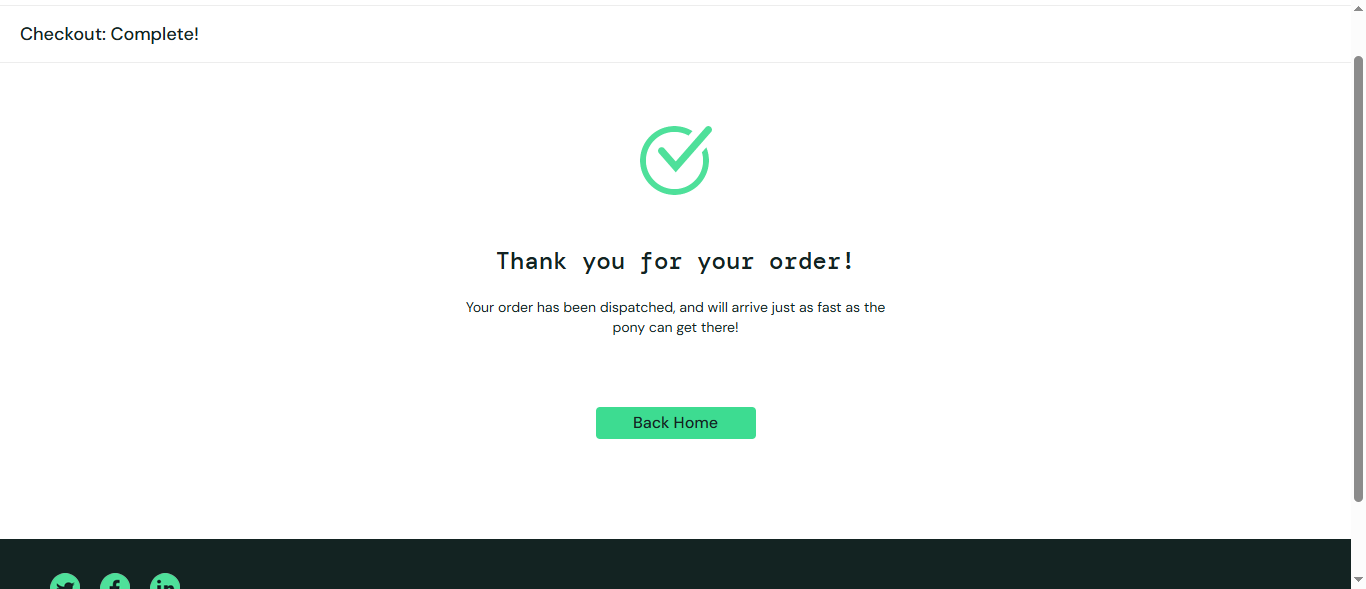 Checkout: Complete!
Thank you for your order!
Your order has been dispatched, and will arrive just as fast as the
pony can get there!
Back Home